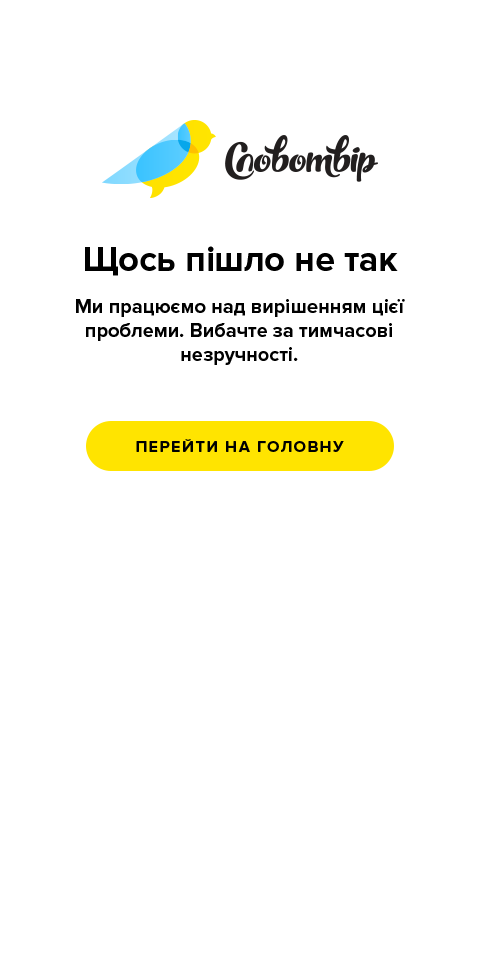 Словотвір
Щось пішло не так
Ми працюємо над вирішенням цієї
проблеми. Вибачте за тимчасові
незручності.
ПЕРЕЙТИ НА ГОЛОВНУ